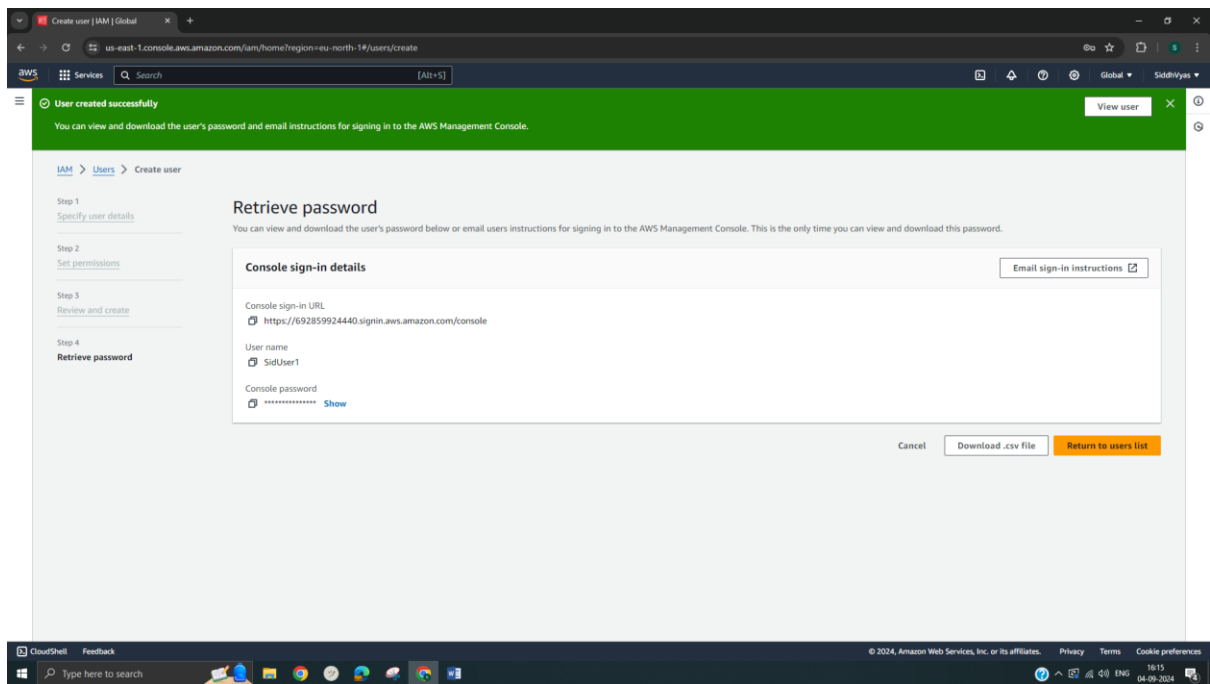 Create user | IAM | Global
us-east-1.console.aws.amazon.com/iam/home?region=eu-north-1#/users/create
S
aws Services Search [Alt+S] Global SiddhVyas
User created successfully
View user
You can view and download the user's password and email instructions for signing in to the AWS Management Console.
IAM > Users > Create user
Step 1
Specify user details
Step 2
Set permissions
Step 3
Review and create
Step 4
Retrieve password
Retrieve password
You can view and download the user's password below or email users instructions for signing in to the AWS Management Console. This is the only time you can view and download this password.
Console sign-in details
Email sign-in instructions
Console sign-in URL
https://692859924440.signin.aws.amazon.com/console
User name
SidUser1
Console password
*************** Show
Cancel Download .csv file Return to users list
CloudShell Feedback © 2024, Amazon Web Services, Inc. or its affiliates. Privacy Terms Cookie preferences
Type here to search
ENG
16:15
04-09-2024